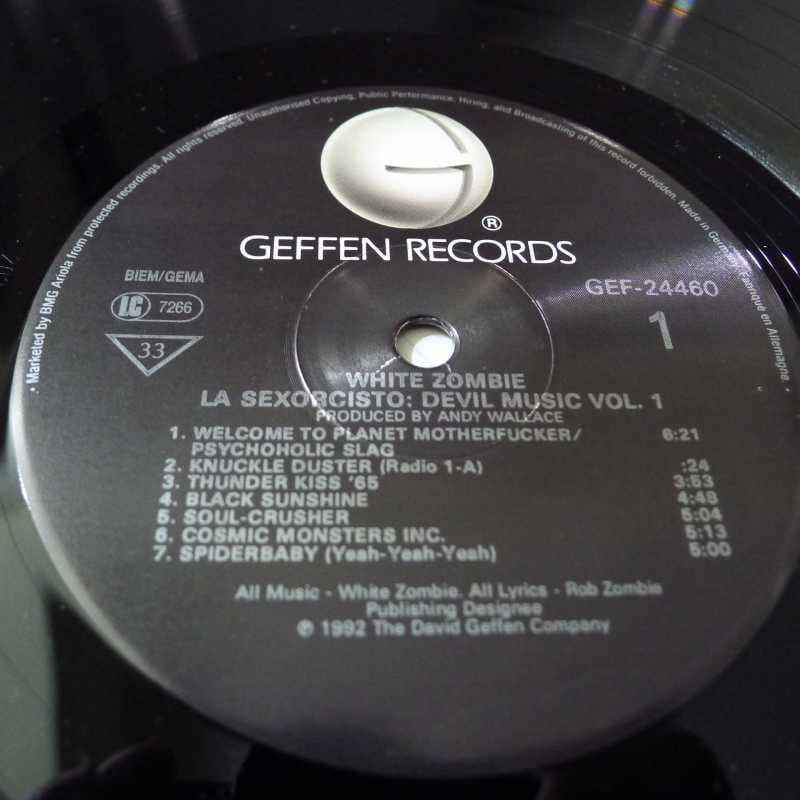 Marketed by BMG Ariola from protected recordings. All rights reserved. Unauthorised Copying, Public Performance, Hiring, and Broadcasting of this record forbidden. Made in Fabriqué en Allemagne
GEFFEN RECORDS ®
BIEM/GEMA
LC 7266
33
GEF-24460
1
WHITE ZOMBIE
LA SEXORCISTO: DEVIL MUSIC VOL. 1
PRODUCED BY ANDY WALLACE
1. WELCOME TO PLANET MOTHERFUCKER/ 6:21
PSYCHOHOLIC SLAG
2. KNUCKLE DUSTER (Radio 1-A) :24
3. THUNDER KISS '65 3:53
4. BLACK SUNSHINE 4:48
5. SOUL-CRUSHER 5:04
6. COSMIC MONSTERS INC. 5:13
7. SPIDERBABY (Yeah-Yeah-Yeah) 5:00
All Music - White Zombie. All Lyrics - Rob Zombie
Publishing Designee
℗ 1992 The David Geffen Company